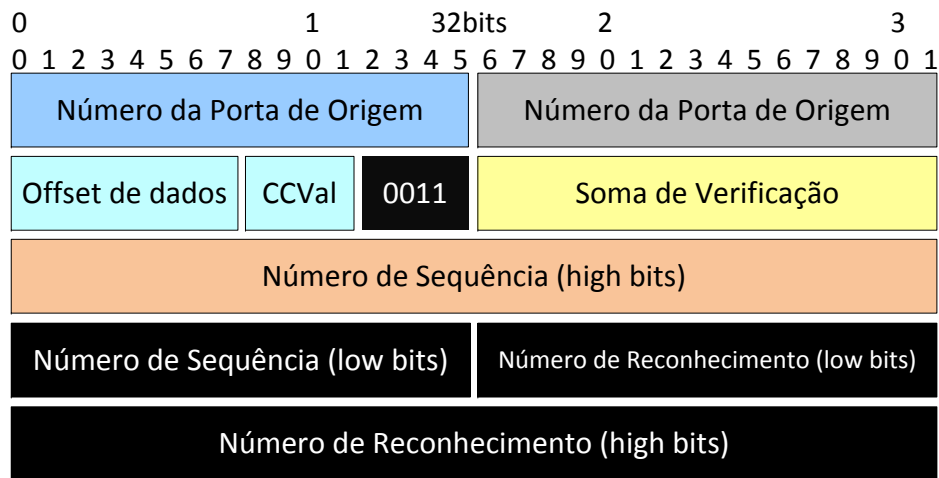 0 1 32bits 2 3
0 1 2 3 4 5 6 7 8 9 0 1 2 3 4 5 6 7 8 9 0 1 2 3 4 5 6 7 8 9 0 1
Número da Porta de Origem Número da Porta de Origem
Offset de dados CCVal 0011 Soma de Verificação
Número de Sequência (high bits)
Número de Sequência (low bits) Número de Reconhecimento (low bits)
Número de Reconhecimento (high bits)